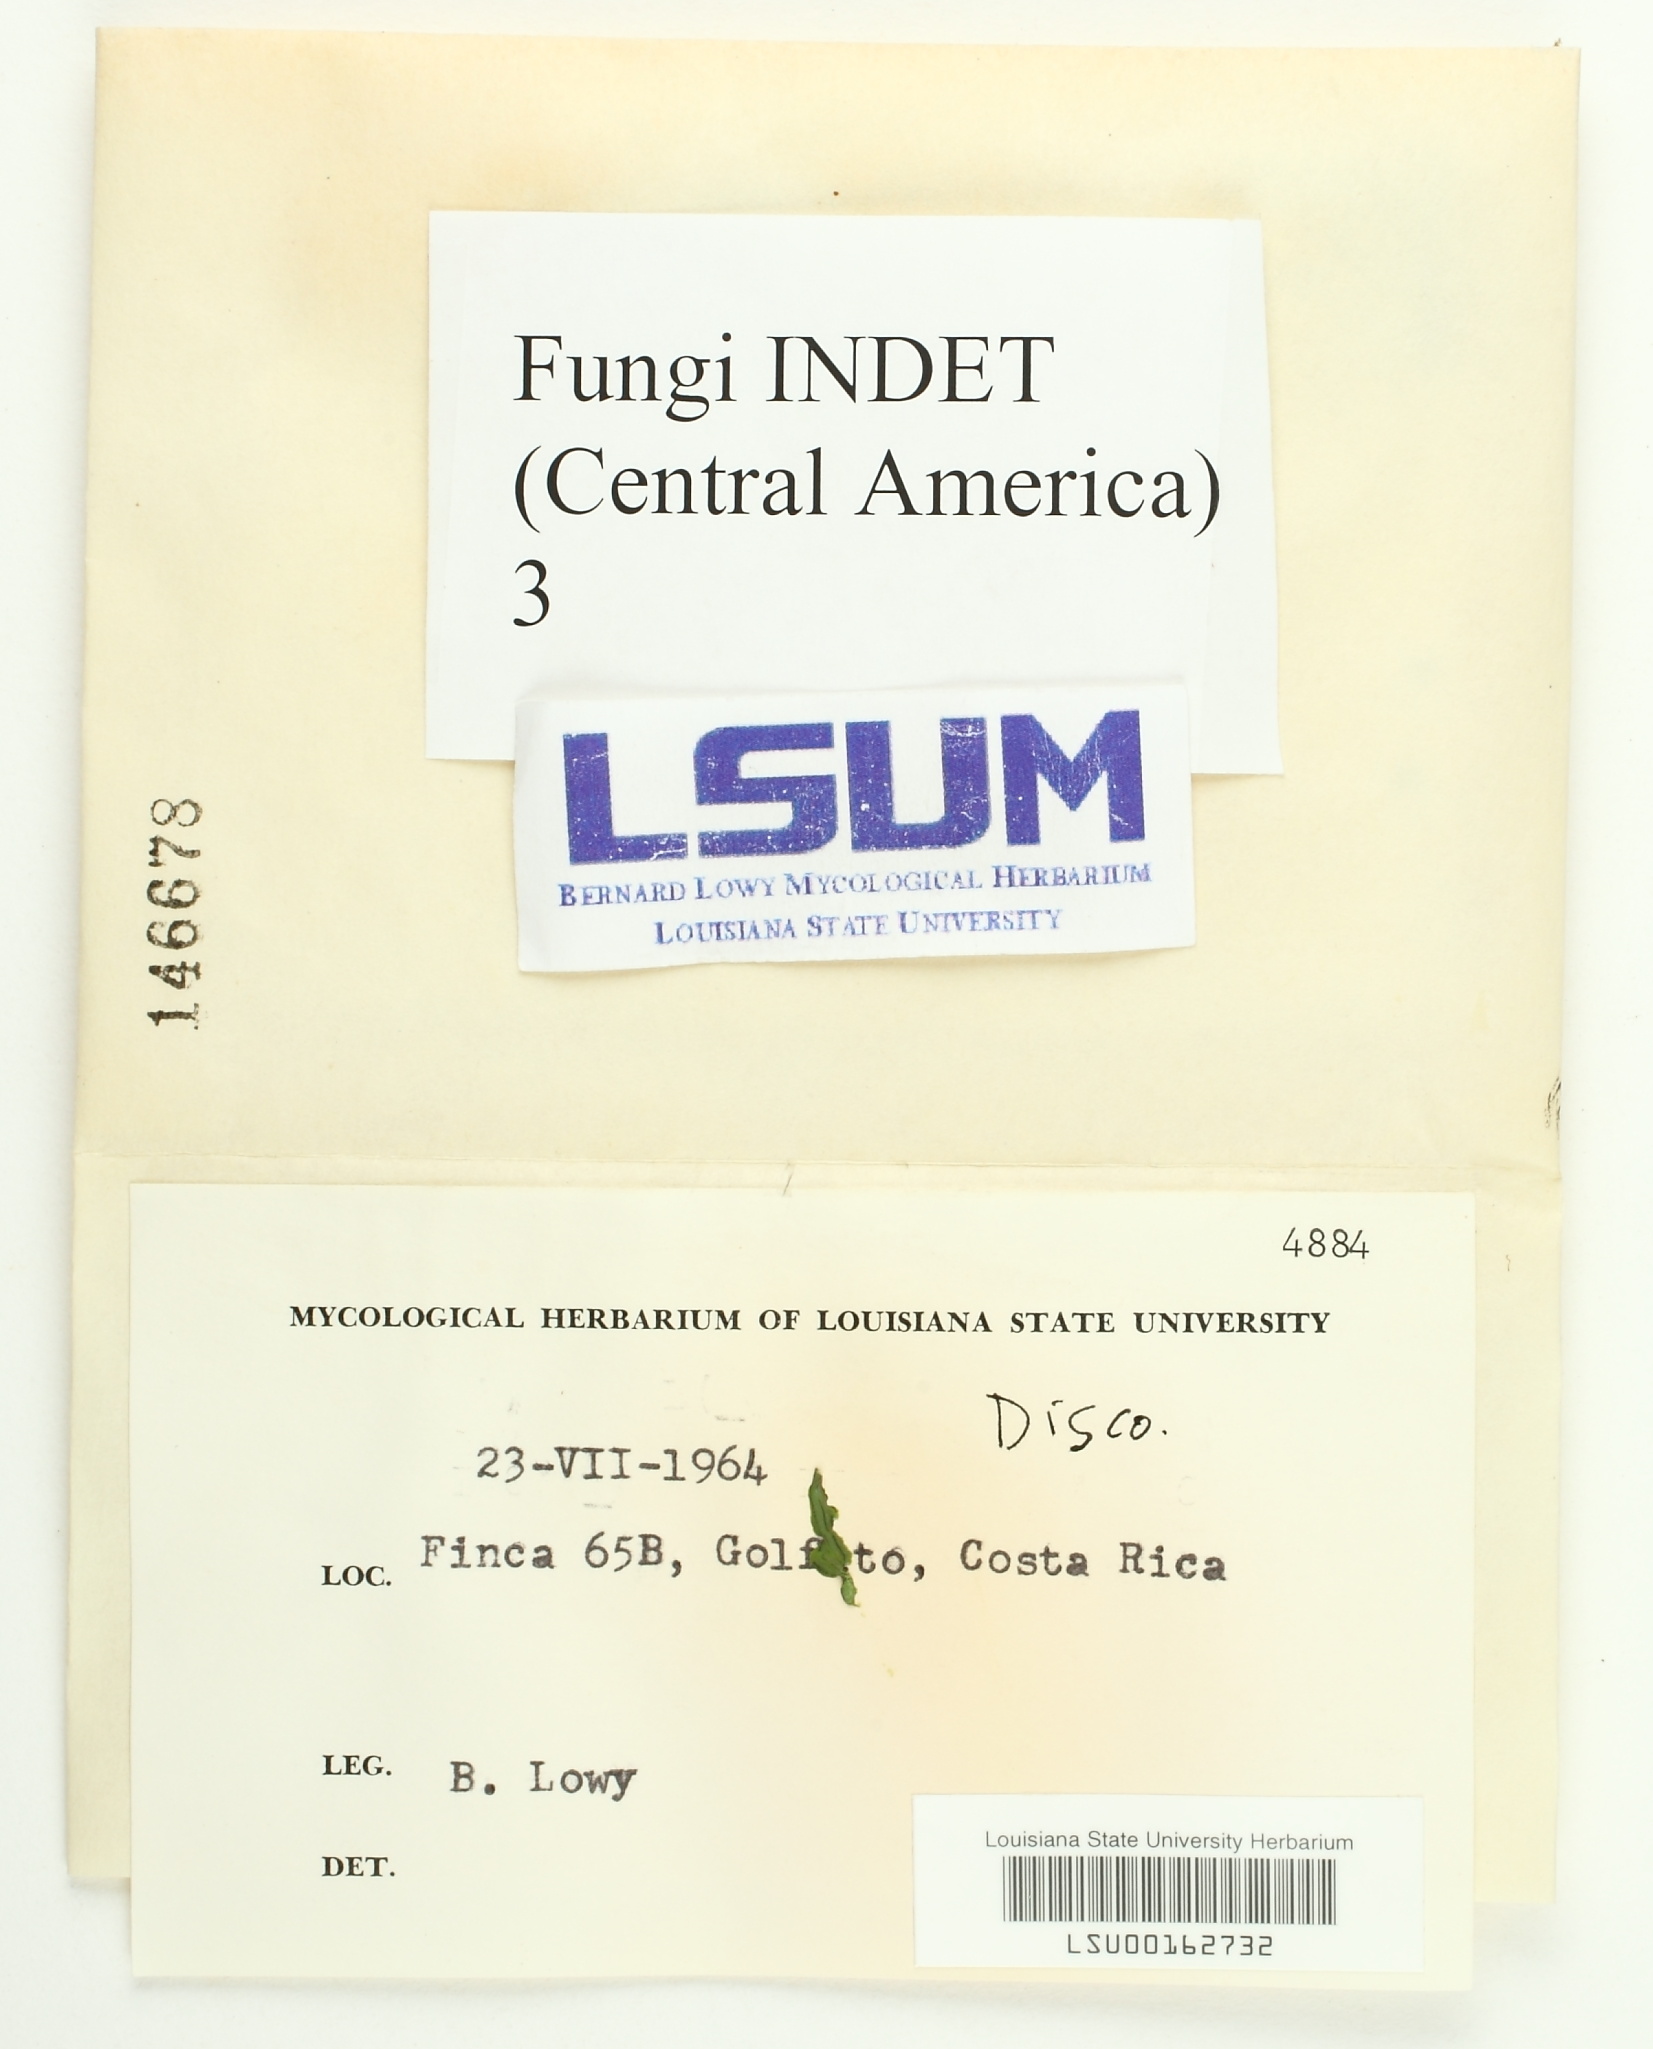 Fungi INDET
(Central America)
3
LSUM
BERNARD LOWY MYCOLOGICAL HERBARIUM
LOUISIANA STATE UNIVERSITY
146678
4884
MYCOLOGICAL HERBARIUM OF LOUISIANA STATE UNIVERSITY
Disco.
23-VII-1964
LOC. Finca 65B, Golf to, Costa Rica
LEG. B. Lowy
DET.
Louisiana State University Herbarium
LSU00162732